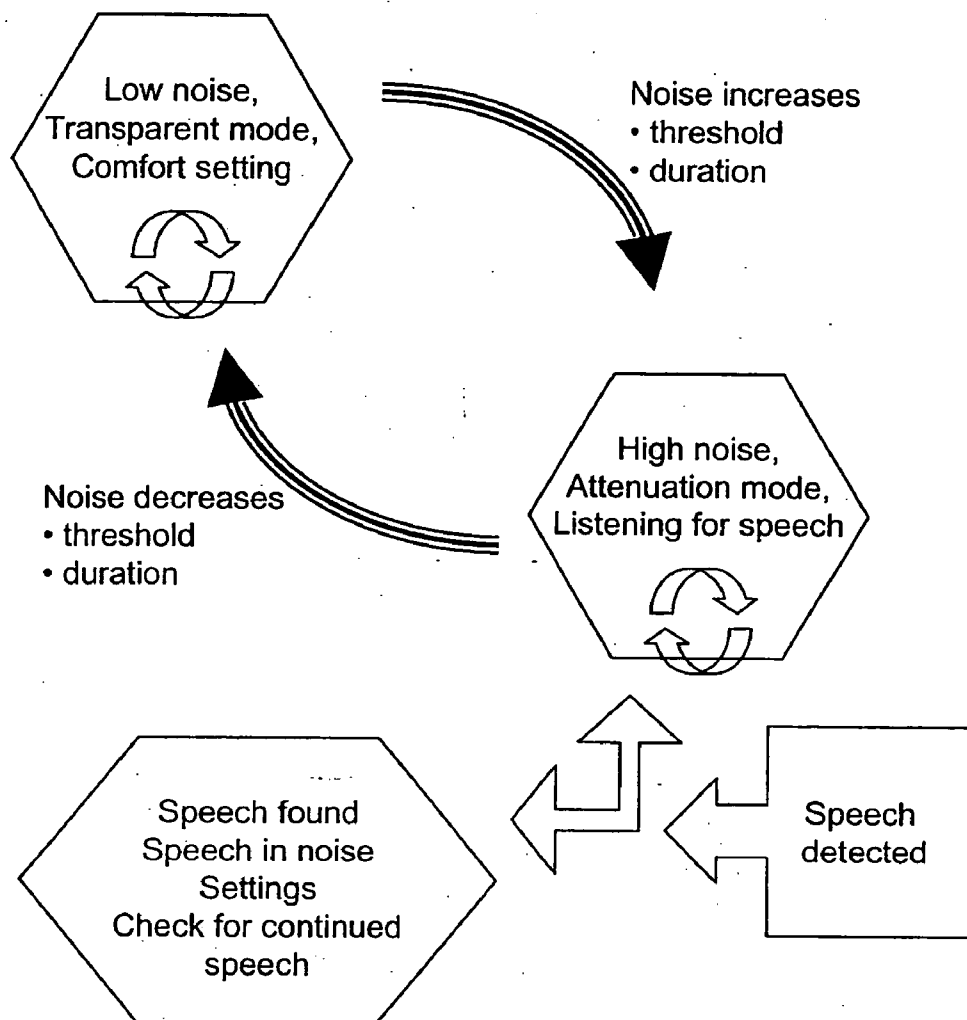 Low noise,
Transparent mode,
Comfort setting
Noise increases
• threshold
• duration
High noise,
Attenuation mode,
Listening for speech
Noise decreases
• threshold
• duration
Speech found
Speech in noise
Settings
Check for continued
speech
Speech
detected